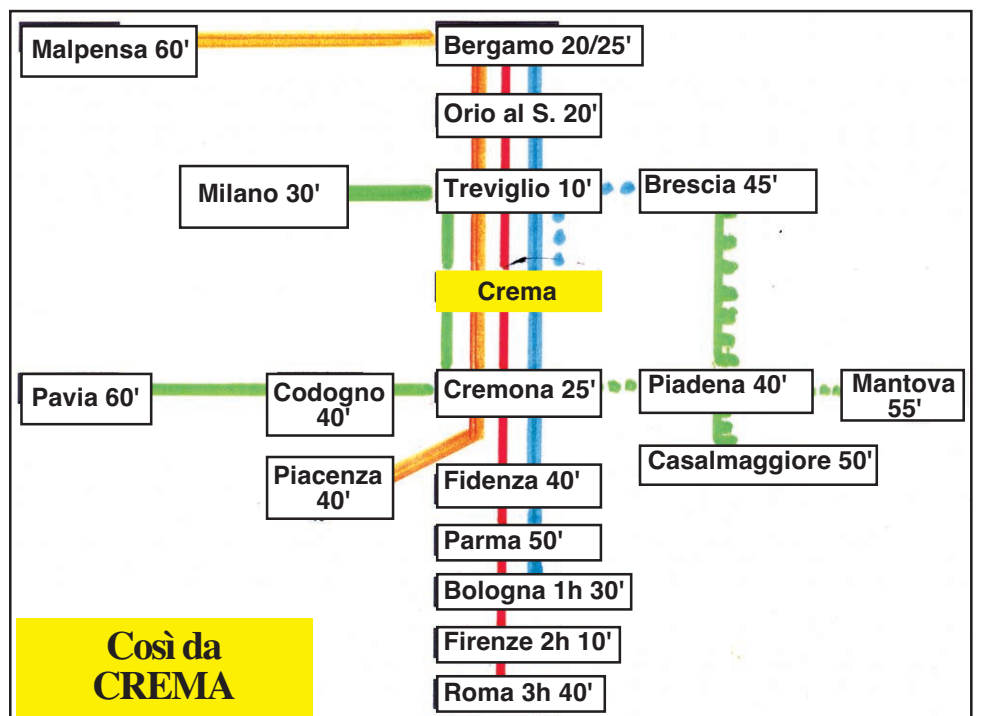 Malpensa 60'
Bergamo 20/25'
Orio al S. 20'
Milano 30'
Treviglio 10'
Brescia 45'
Crema
Pavia 60'
Codogno
40'
Cremona 25'
Piadena 40'
Mantova
55'
Piacenza
40'
Fidenza 40'
Casalmaggiore 50'
Parma 50'
Bologna 1h 30'
Firenze 2h 10'
Roma 3h 40'
Così da
CREMA